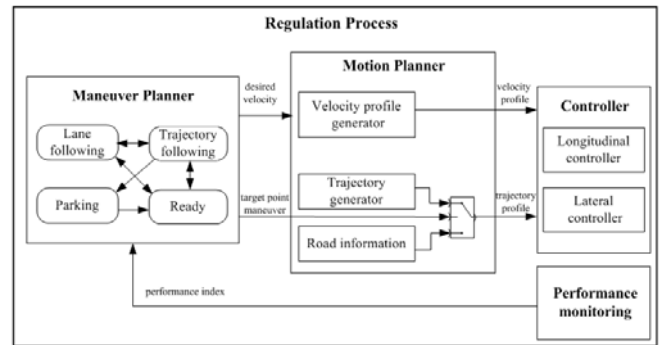 Regulation Process
Maneuver Planner
Lane
following
Trajectory
following
Parking
Ready
desired
velocity
target point
maneuver
Motion Planner
Velocity profile
generator
Trajectory
generator
Road information
velocity
profile
trajectory
profile
Controller
Longitudinal
controller
Lateral
controller
performance index
Performance
monitoring